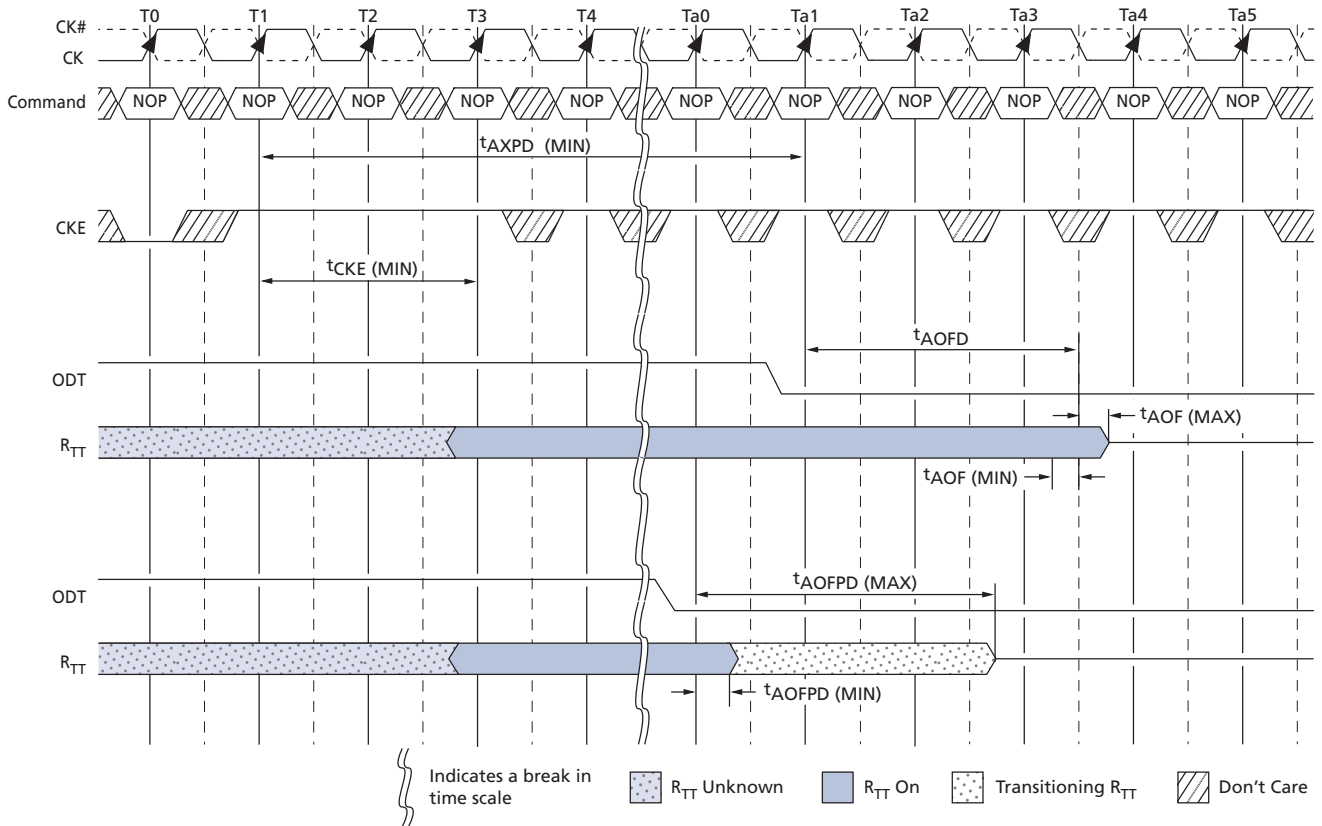 T0 T1 T2 T3 T4 Ta0 Ta1 Ta2 Ta3 Ta4 Ta5
CK#
CK
Command NOP NOP NOP NOP NOP NOP NOP NOP NOP NOP NOP
tAXPD (MIN)
CKE
tCKE (MIN)
tAOFD
ODT
tAOF (MAX)
RTT
tAOF (MIN)
tAOFPD (MAX)
ODT
RTT
tAOFPD (MIN)
Indicates a break in
time scale
RTT Unknown
RTT On
Transitioning RTT
Don't Care